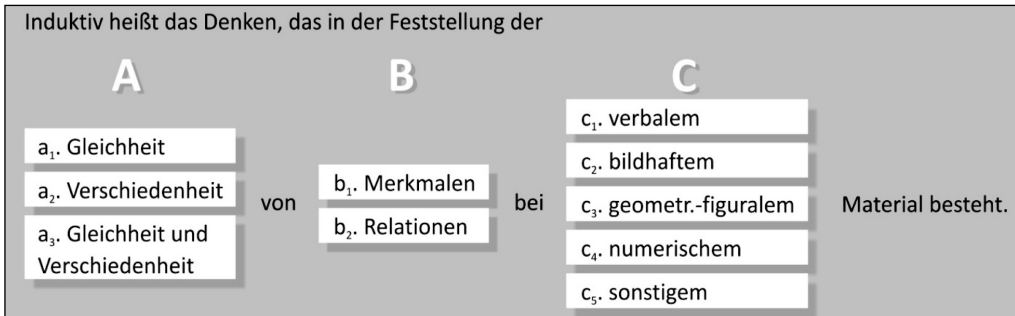 Induktiv heißt das Denken, das in der Feststellung der
A B C
a₁. Gleichheit
a₂. Verschiedenheit
a₃. Gleichheit und
Verschiedenheit
von
b₁. Merkmalen
b₂. Relationen
bei
c₁. verbalem
c₂. bildhaftem
c₃. geometr.-figuralem
c₄. numerischem
c₅. sonstigem
Material besteht.